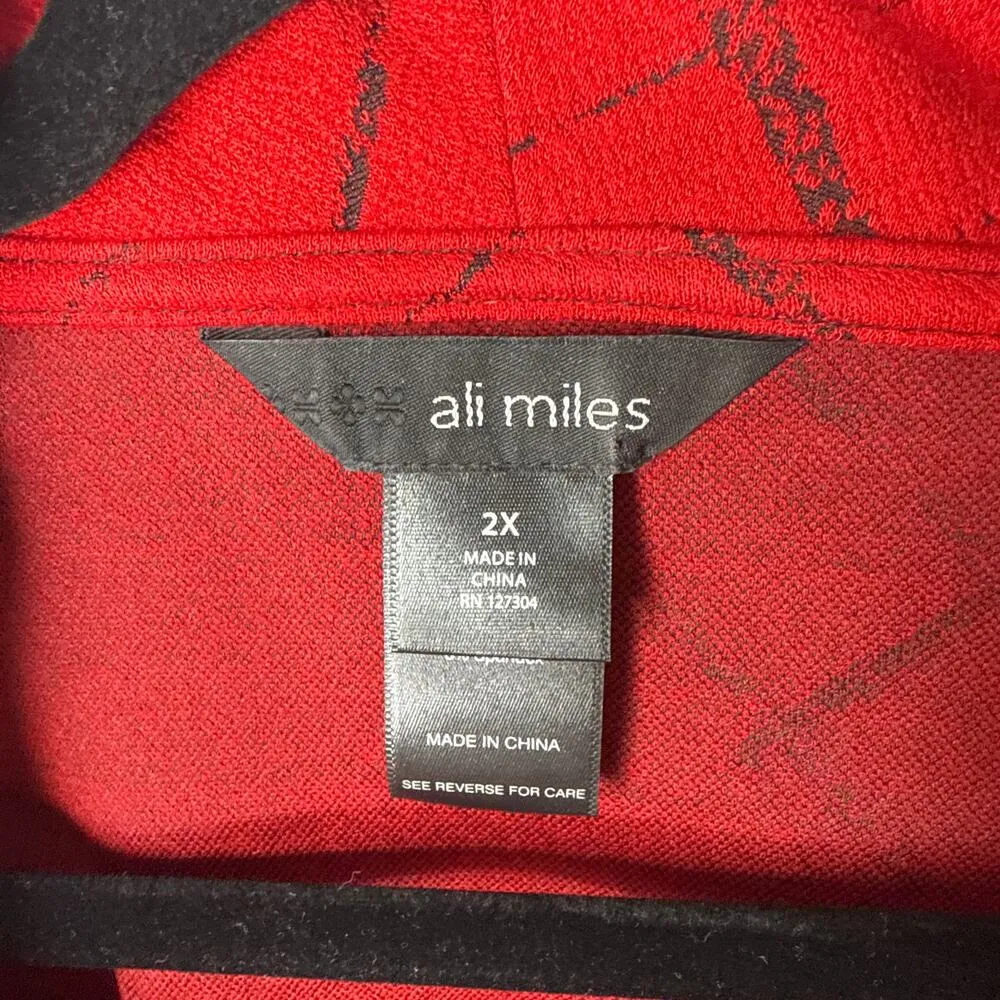 ali miles
2X
MADE IN
CHINA
RN 127304
MADE IN CHINA
SEE REVERSE FOR CARE